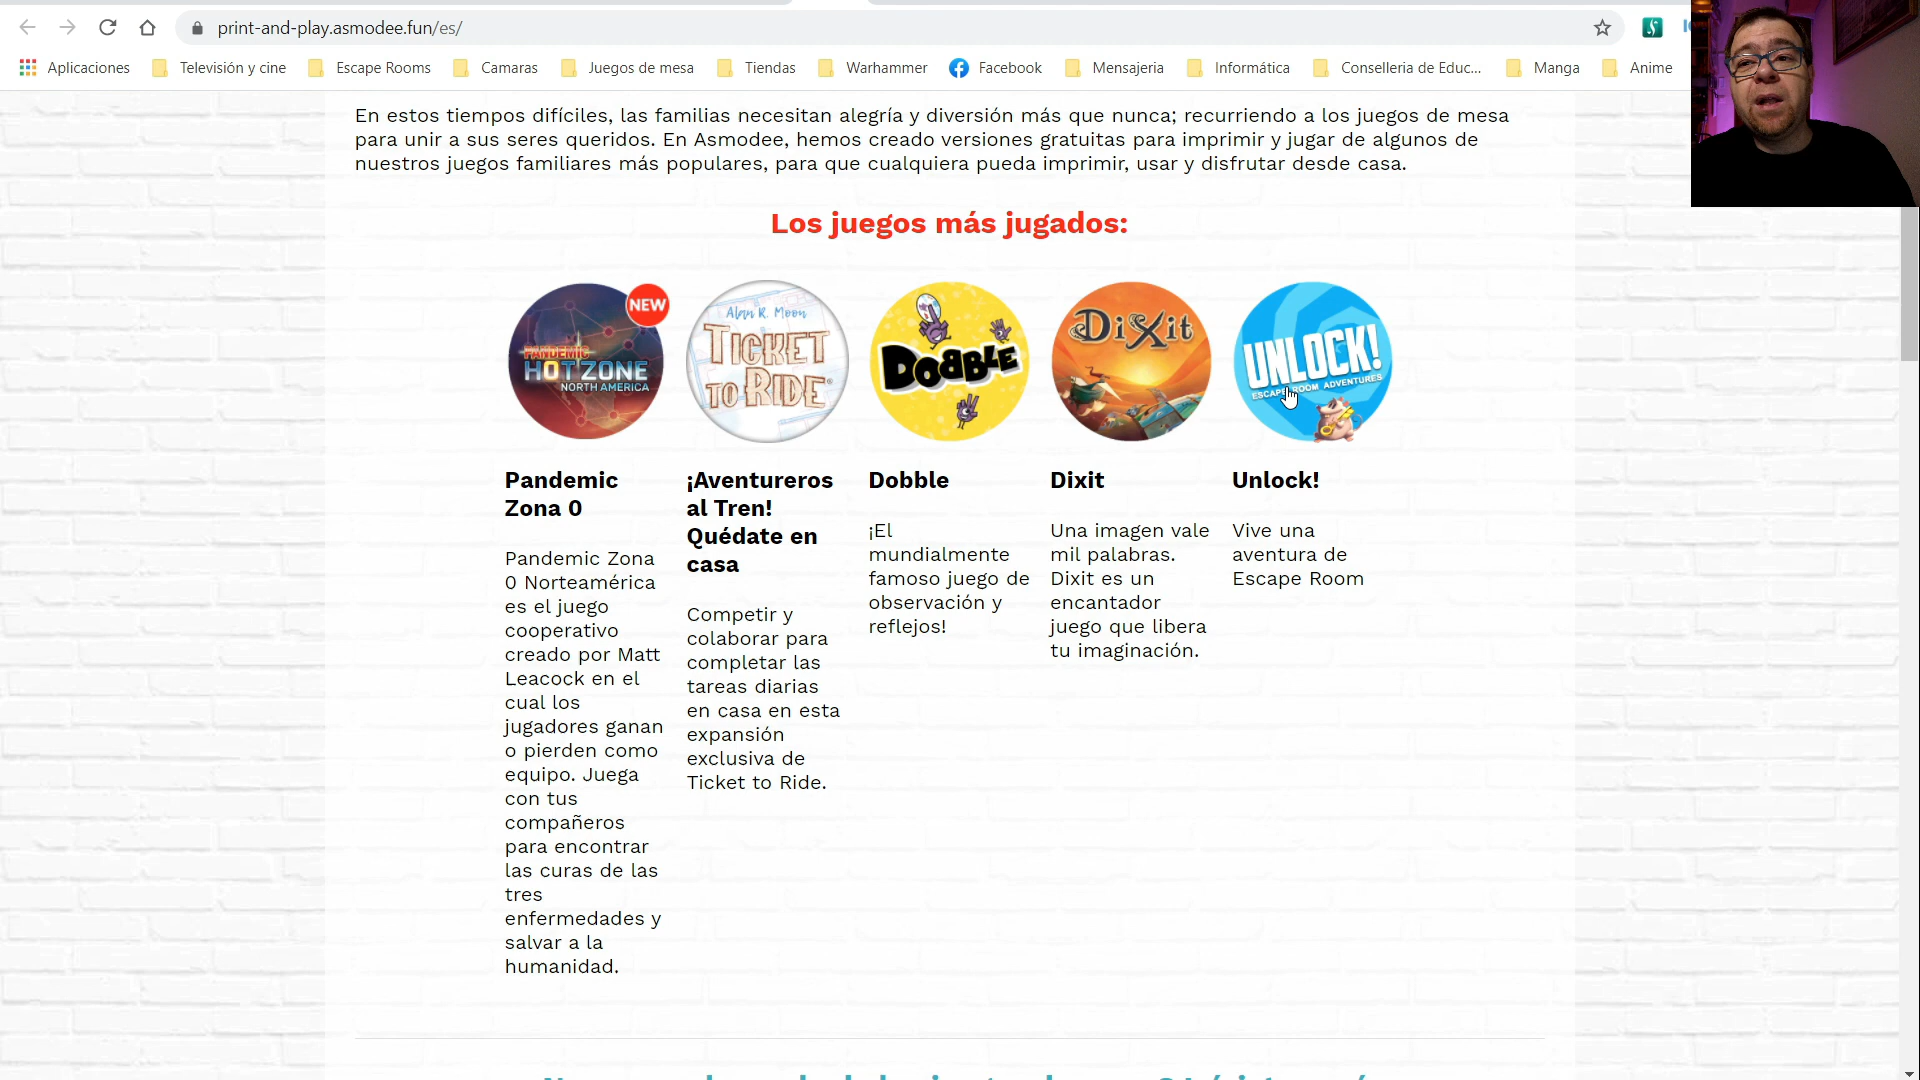 print-and-play.asmodee.fun/es/
Aplicaciones
Televisión y cine
Escape Rooms
Camaras
Juegos de mesa
Tiendas
Warhammer
Facebook
Mensajeria
Informática
Conselleria de Educ...
Manga
Anime
En estos tiempos difíciles, las familias necesitan alegría y diversión más que nunca; recurriendo a los juegos de mesa
para unir a sus seres queridos. En Asmodee, hemos creado versiones gratuitas para imprimir y jugar de algunos de
nuestros juegos familiares más populares, para que cualquiera pueda imprimir, usar y disfrutar desde casa.
Los juegos más jugados:
NEW
PANDEMIC
HOT ZONE
NORTH AMERICA
Alan R. Moon
TICKET
TO RIDE
DOBBLE
DiXit
UNLOCK!
ESCAPE ROOM ADVENTURES
Pandemic
Zona 0
Pandemic Zona
0 Norteamérica
es el juego
cooperativo
creado por Matt
Leacock en el
cual los
jugadores ganan
o pierden como
equipo. Juega
con tus
compañeros
para encontrar
las curas de las
tres
enfermedades y
salvar a la
humanidad.
¡Aventureros
al Tren!
Quédate en
casa
Competir y
colaborar para
completar las
tareas diarias
en casa en esta
expansión
exclusiva de
Ticket to Ride.
Dobble
¡El
mundialmente
famoso juego de
observación y
reflejos!
Dixit
Una imagen vale
mil palabras.
Dixit es un
encantador
juego que libera
tu imaginación.
Unlock!
Vive una
aventura de
Escape Room